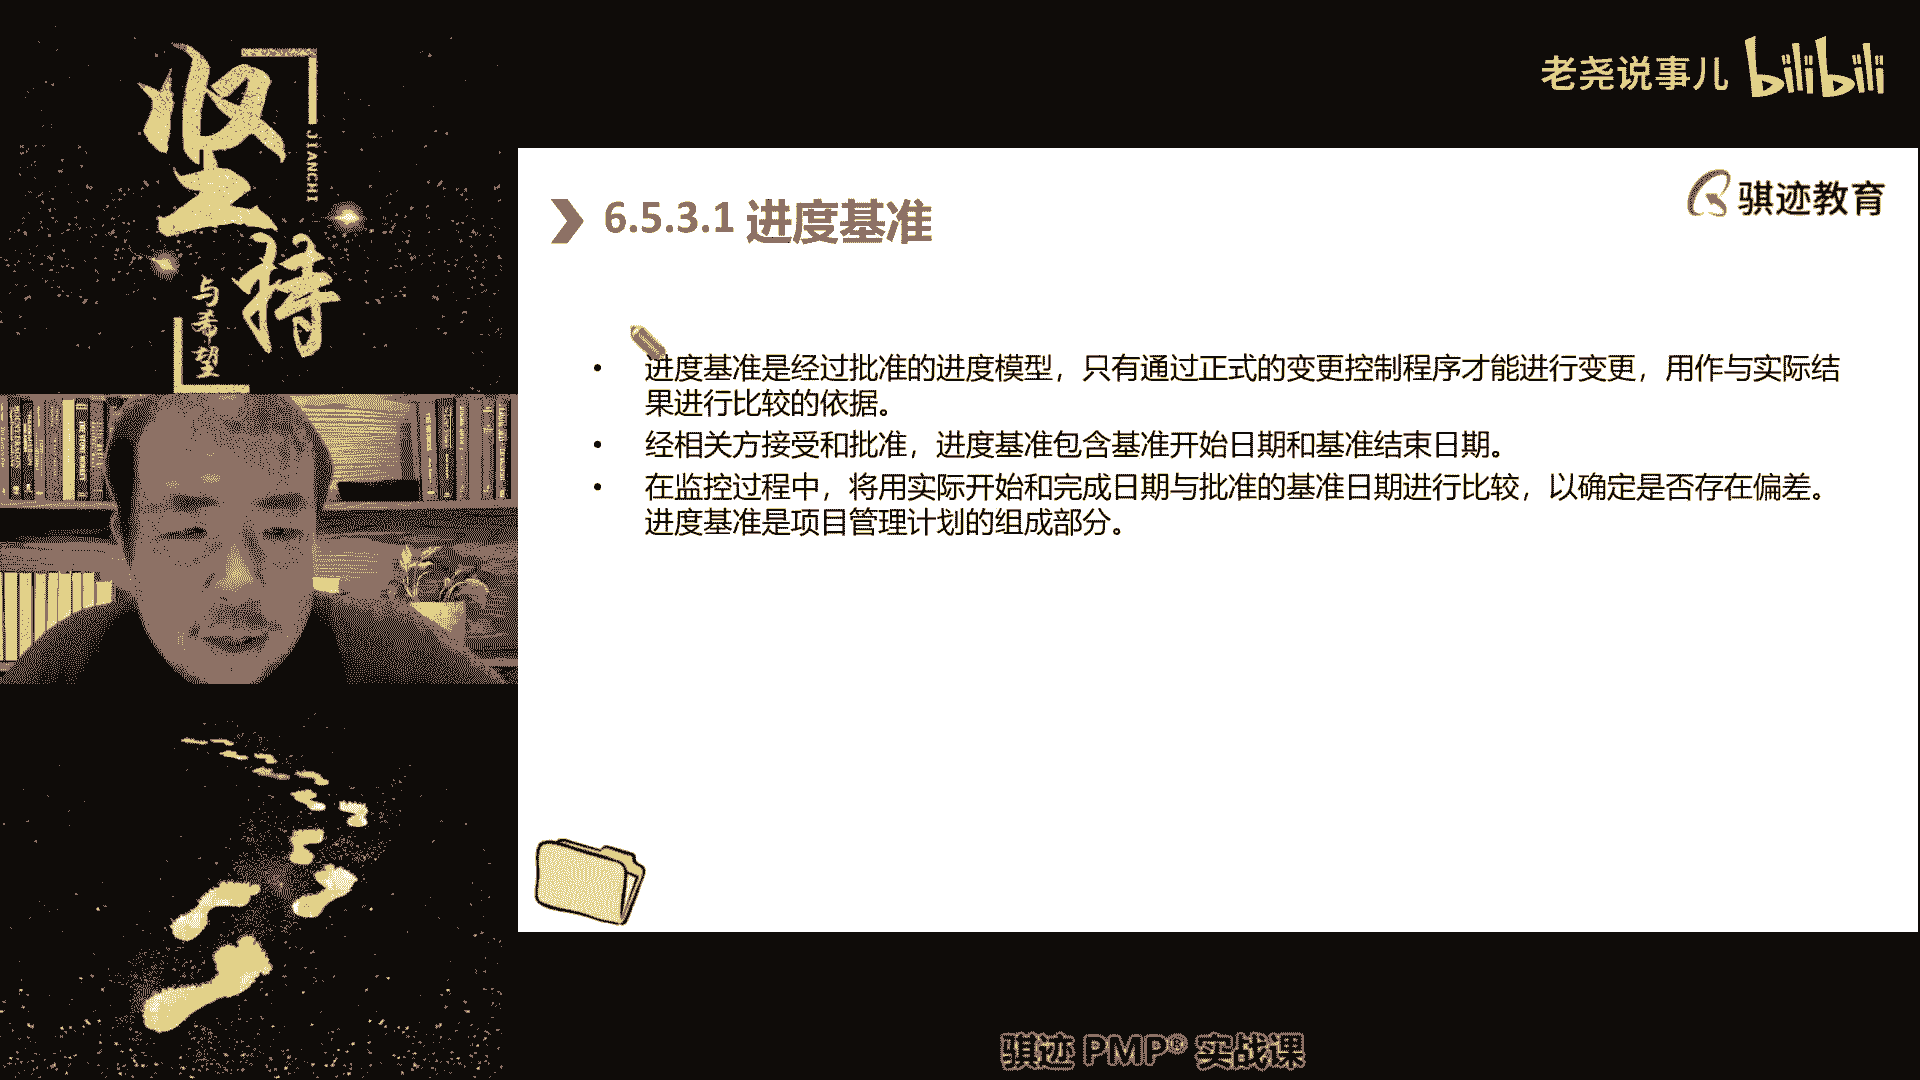 坚持
JIANCHI
与希望
老尧说事儿 bilibili
骐迹教育
6.5.3.1 进度基准
• 进度基准是经过批准的进度模型，只有通过正式的变更控制程序才能进行变更，用作与实际结
果进行比较的依据。
• 经相关方接受和批准，进度基准包含基准开始日期和基准结束日期。
• 在监控过程中，将用实际开始和完成日期与批准的基准日期进行比较，以确定是否存在偏差。
进度基准是项目管理计划的组成部分。
骐迹 PMP® 实战课